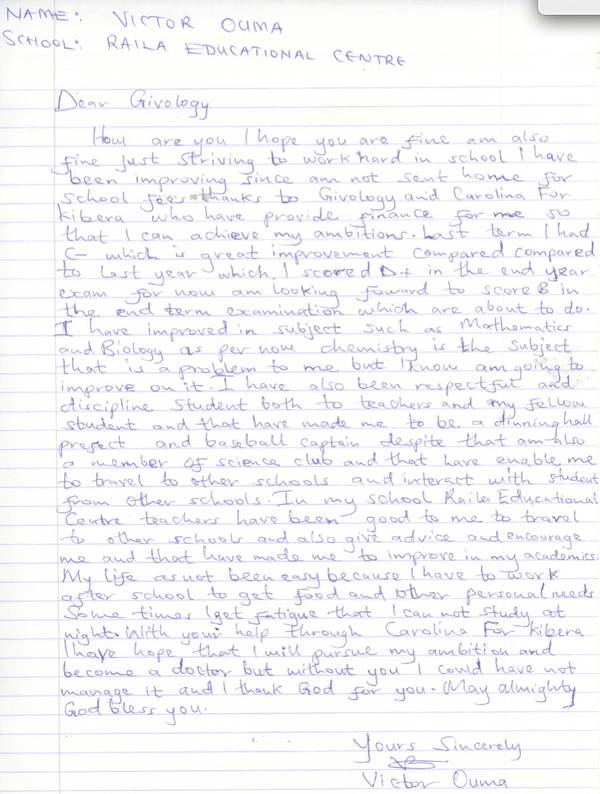 NAME: VICTOR OUMA
SCHOOL: RAILA EDUCATIONAL CENTRE
Dear Givology
How are you I hope you are fine am also
fine just striving to work hard in school I have
been improving since am not sent home for
school fees thanks to Givology and Carolina For
Kibera who have provide finance for me so
that I can achieve my ambitions. Last term I had
C- which is great improvement compared compared
to last year which I scored D+ in the end year
exam for now am looking foward to score B in
the end term examination which are about to do.
I have improved in subject such as Mathematics
and Biology as per now chemistry is the subject
that is a problem to me but I know am going to
improve on it. I have also been respectful and
discipline student both to teachers and my fellow
student and that have made me to be a dinning hall
prefect and baseball captain despite that am also
a member of science club and that have enable me
to travel to other schools and interact with student
from other schools. In my school Raila Educational
Centre teachers have been good to me to travel
to other schools and also give advice and encourage
me and that have made me to improve in my academics.
My life as not been easy because I have to work
after school to get food and other personal needs
Some times I get fatigue that I can not study at
night. With your help through Carolina For Kibera
I have hope that I will pursue my ambition and
become a doctor but without you I could have not
manage it and I thank God for you. May almighty
God bless you.
Yours Sincerely
Victor Ouma